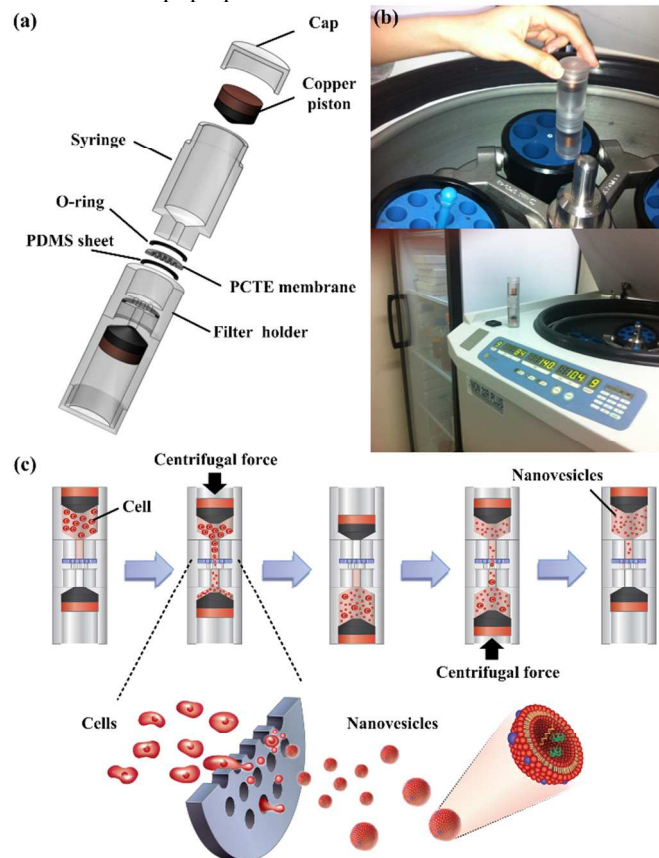 (a)
Cap
Copper
piston
Syringe
O-ring
PDMS sheet
PCTE membrane
Filter holder
(b)
(c)
Centrifugal force
Cell
Nanovesicles
Centrifugal force
Cells
Nanovesicles